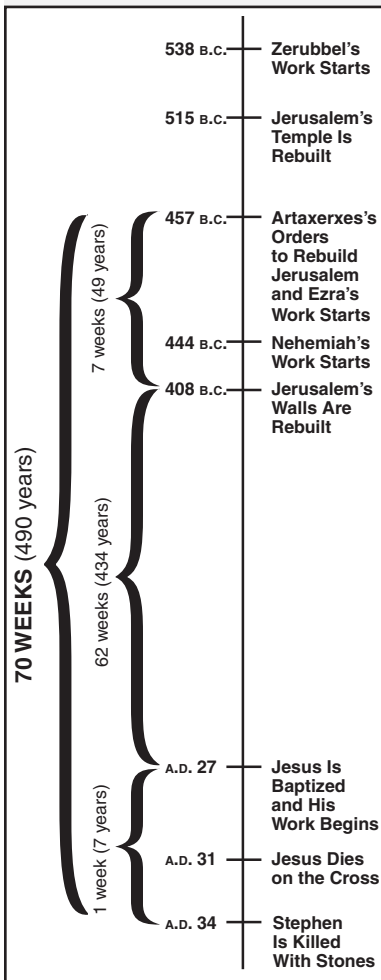 538 B.C.
Zerubbel's
Work Starts
515 B.C.
Jerusalem's
Temple Is
Rebuilt
457 B.C.
Artaxerxes's
Orders
to Rebuild
Jerusalem
and Ezra's
Work Starts
444 B.C.
Nehemiah's
Work Starts
408 B.C.
Jerusalem's
Walls Are
Rebuilt
A.D. 27
Jesus Is
Baptized
and His
Work Begins
A.D. 31
Jesus Dies
on the Cross
A.D. 34
Stephen
Is Killed
With Stones
70 WEEKS (490 years)
7 weeks (49 years)
62 weeks (434 years)
1 week (7 years)